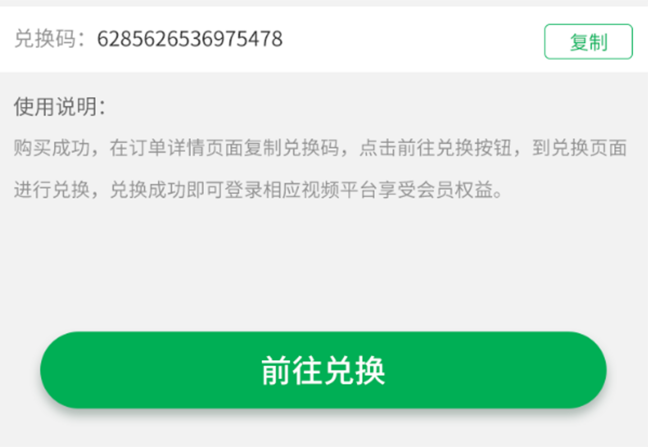 兑换码：6285626536975478
复制
使用说明：
购买成功，在订单详情页面复制兑换码，点击前往兑换按钮，到兑换页面
进行兑换，兑换成功即可登录相应视频平台享受会员权益。
前往兑换